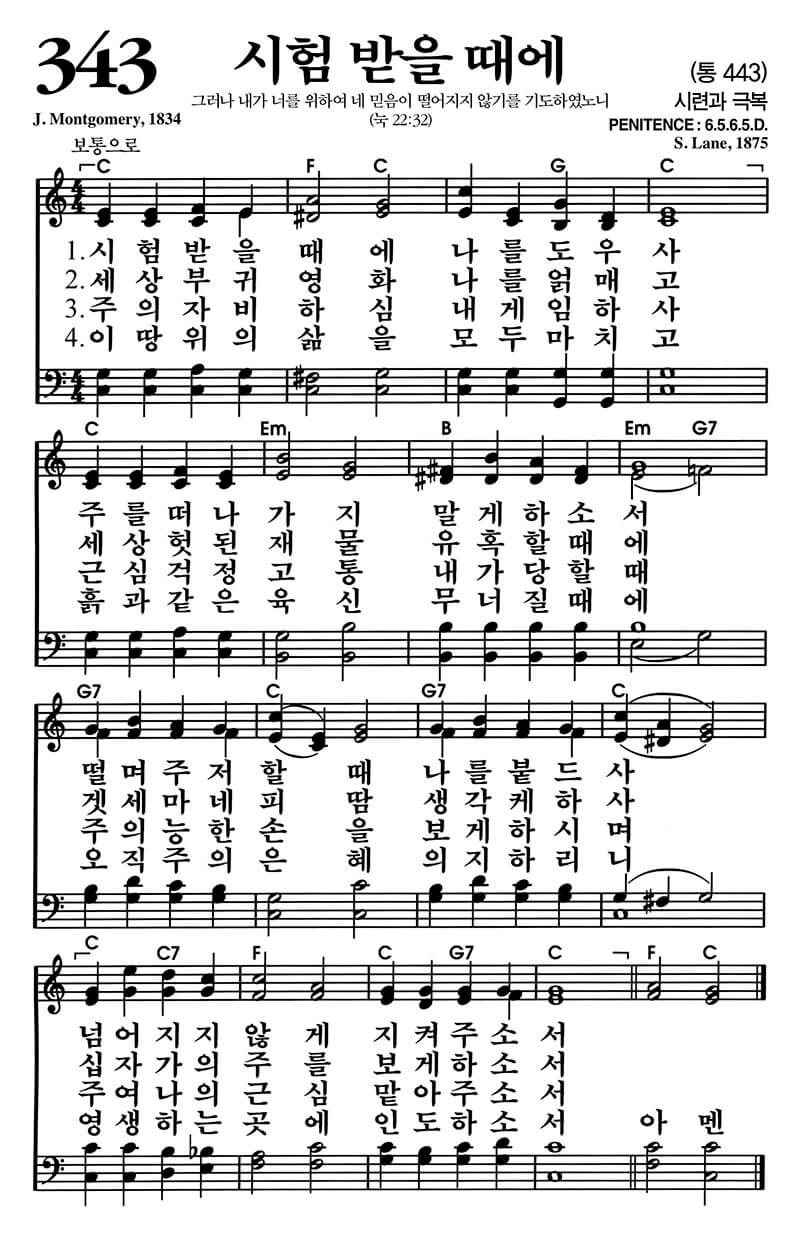 343
시험 받을 때에
(통 443)
그러나 내가 너를 위하여 네 믿음이 떨어지지 않기를 기도하였노니
시련과 극복
J. Montgomery, 1834
(눅 22:32)
PENITENCE : 6.5.6.5.D.
보통으로
S. Lane, 1875
C F C G C
1. 시 험 받 을 때 에 나 를 도 우 사
2. 세 상 부 귀 영 화 나 를 얽 매 고
3. 주 의 자 비 하 심 내 게 임 하 사
4. 이 땅 위 의 삶 을 모 두 마 치 고
C Em B Em G7
주 를 떠 나 가 지 말 게 하 소 서
세 상 헛 된 재 물 유 혹 할 때 에
근 심 걱 정 고 통 내 가 당 할 때
흙 과 같 은 육 신 무 너 질 때 에
G7 C G7 C
떨 며 주 저 할 때 나 를 붙 드 사
겟 세 마 네 피 땀 생 각 케 하 사
주 의 능 한 손 을 보 게 하 시 며
오 직 주 의 은 혜 의 지 하 리 니
C C7 F C G7 C F C
넘 어 지 지 않 게 지 켜 주 소 서
십 자 가 의 주 를 보 게 하 소 서
주 여 나 의 근 심 맡 아 주 소 서
영 생 하 는 곳 에 인 도 하 소 서 아 멘